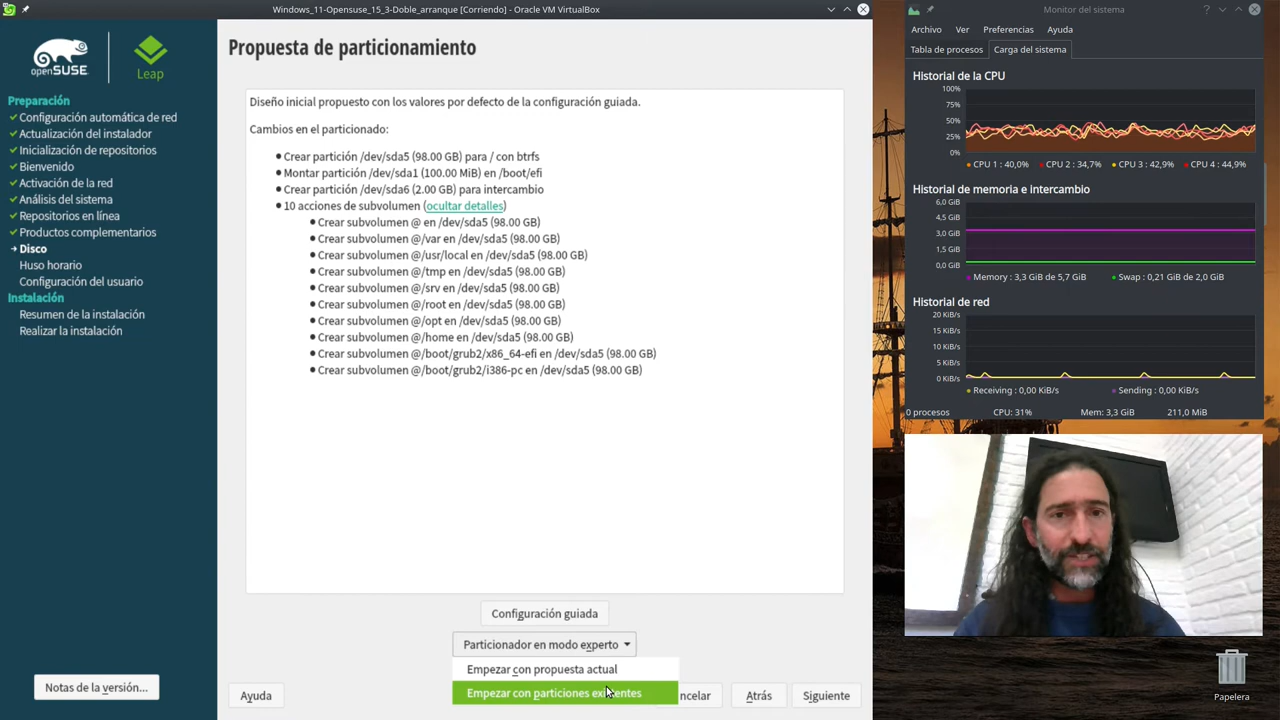 Windows_11-Opensuse_15_3-Doble_arranque [Corriendo] - Oracle VM VirtualBox
openSUSE
Leap
Preparación
Configuración automática de red
Actualización del instalador
Inicialización de repositorios
Bienvenido
Activación de la red
Análisis del sistema
Repositorios en línea
Productos complementarios
Disco
Huso horario
Configuración del usuario
Instalación
Resumen de la instalación
Realizar la instalación
Notas de la versión...
Propuesta de particionamiento
Diseño inicial propuesto con los valores por defecto de la configuración guiada.
Cambios en el particionado:
Crear partición /dev/sda5 (98.00 GB) para / con btrfs
Montar partición /dev/sda1 (100.00 MiB) en /boot/efi
Crear partición /dev/sda6 (2.00 GB) para intercambio
10 acciones de subvolumen (ocultar detalles)
Crear subvolumen @ en /dev/sda5 (98.00 GB)
Crear subvolumen @/var en /dev/sda5 (98.00 GB)
Crear subvolumen @/usr/local en /dev/sda5 (98.00 GB)
Crear subvolumen @/tmp en /dev/sda5 (98.00 GB)
Crear subvolumen @/srv en /dev/sda5 (98.00 GB)
Crear subvolumen @/root en /dev/sda5 (98.00 GB)
Crear subvolumen @/opt en /dev/sda5 (98.00 GB)
Crear subvolumen @/home en /dev/sda5 (98.00 GB)
Crear subvolumen @/boot/grub2/x86_64-efi en /dev/sda5 (98.00 GB)
Crear subvolumen @/boot/grub2/i386-pc en /dev/sda5 (98.00 GB)
Configuración guiada
Particionador en modo experto
Empezar con propuesta actual
Empezar con particiones existentes
Ayuda
ncelar
Atrás
Siguiente
Monitor del sistema
Archivo Ver Preferencias Ayuda
Tabla de procesos Carga del sistema
Historial de la CPU
100%
75%
50%
25%
0%
CPU 1 : 40,0% CPU 2 : 34,7% CPU 3 : 42,9% CPU 4 : 44,9%
Historial de memoria e intercambio
6,0 GiB
4,5 GiB
3,0 GiB
1,5 GiB
0,0 GiB
Memory : 3,3 GiB de 5,7 GiB Swap : 0,21 GiB de 2,0 GiB
Historial de red
20 KiB/s
15 KiB/s
10 KiB/s
5 KiB/s
0 KiB/s
Receiving : 0,00 KiB/s Sending : 0,00 KiB/s
0 procesos CPU: 31% Mem: 3,3 GiB 211,0 MiB
Papelera